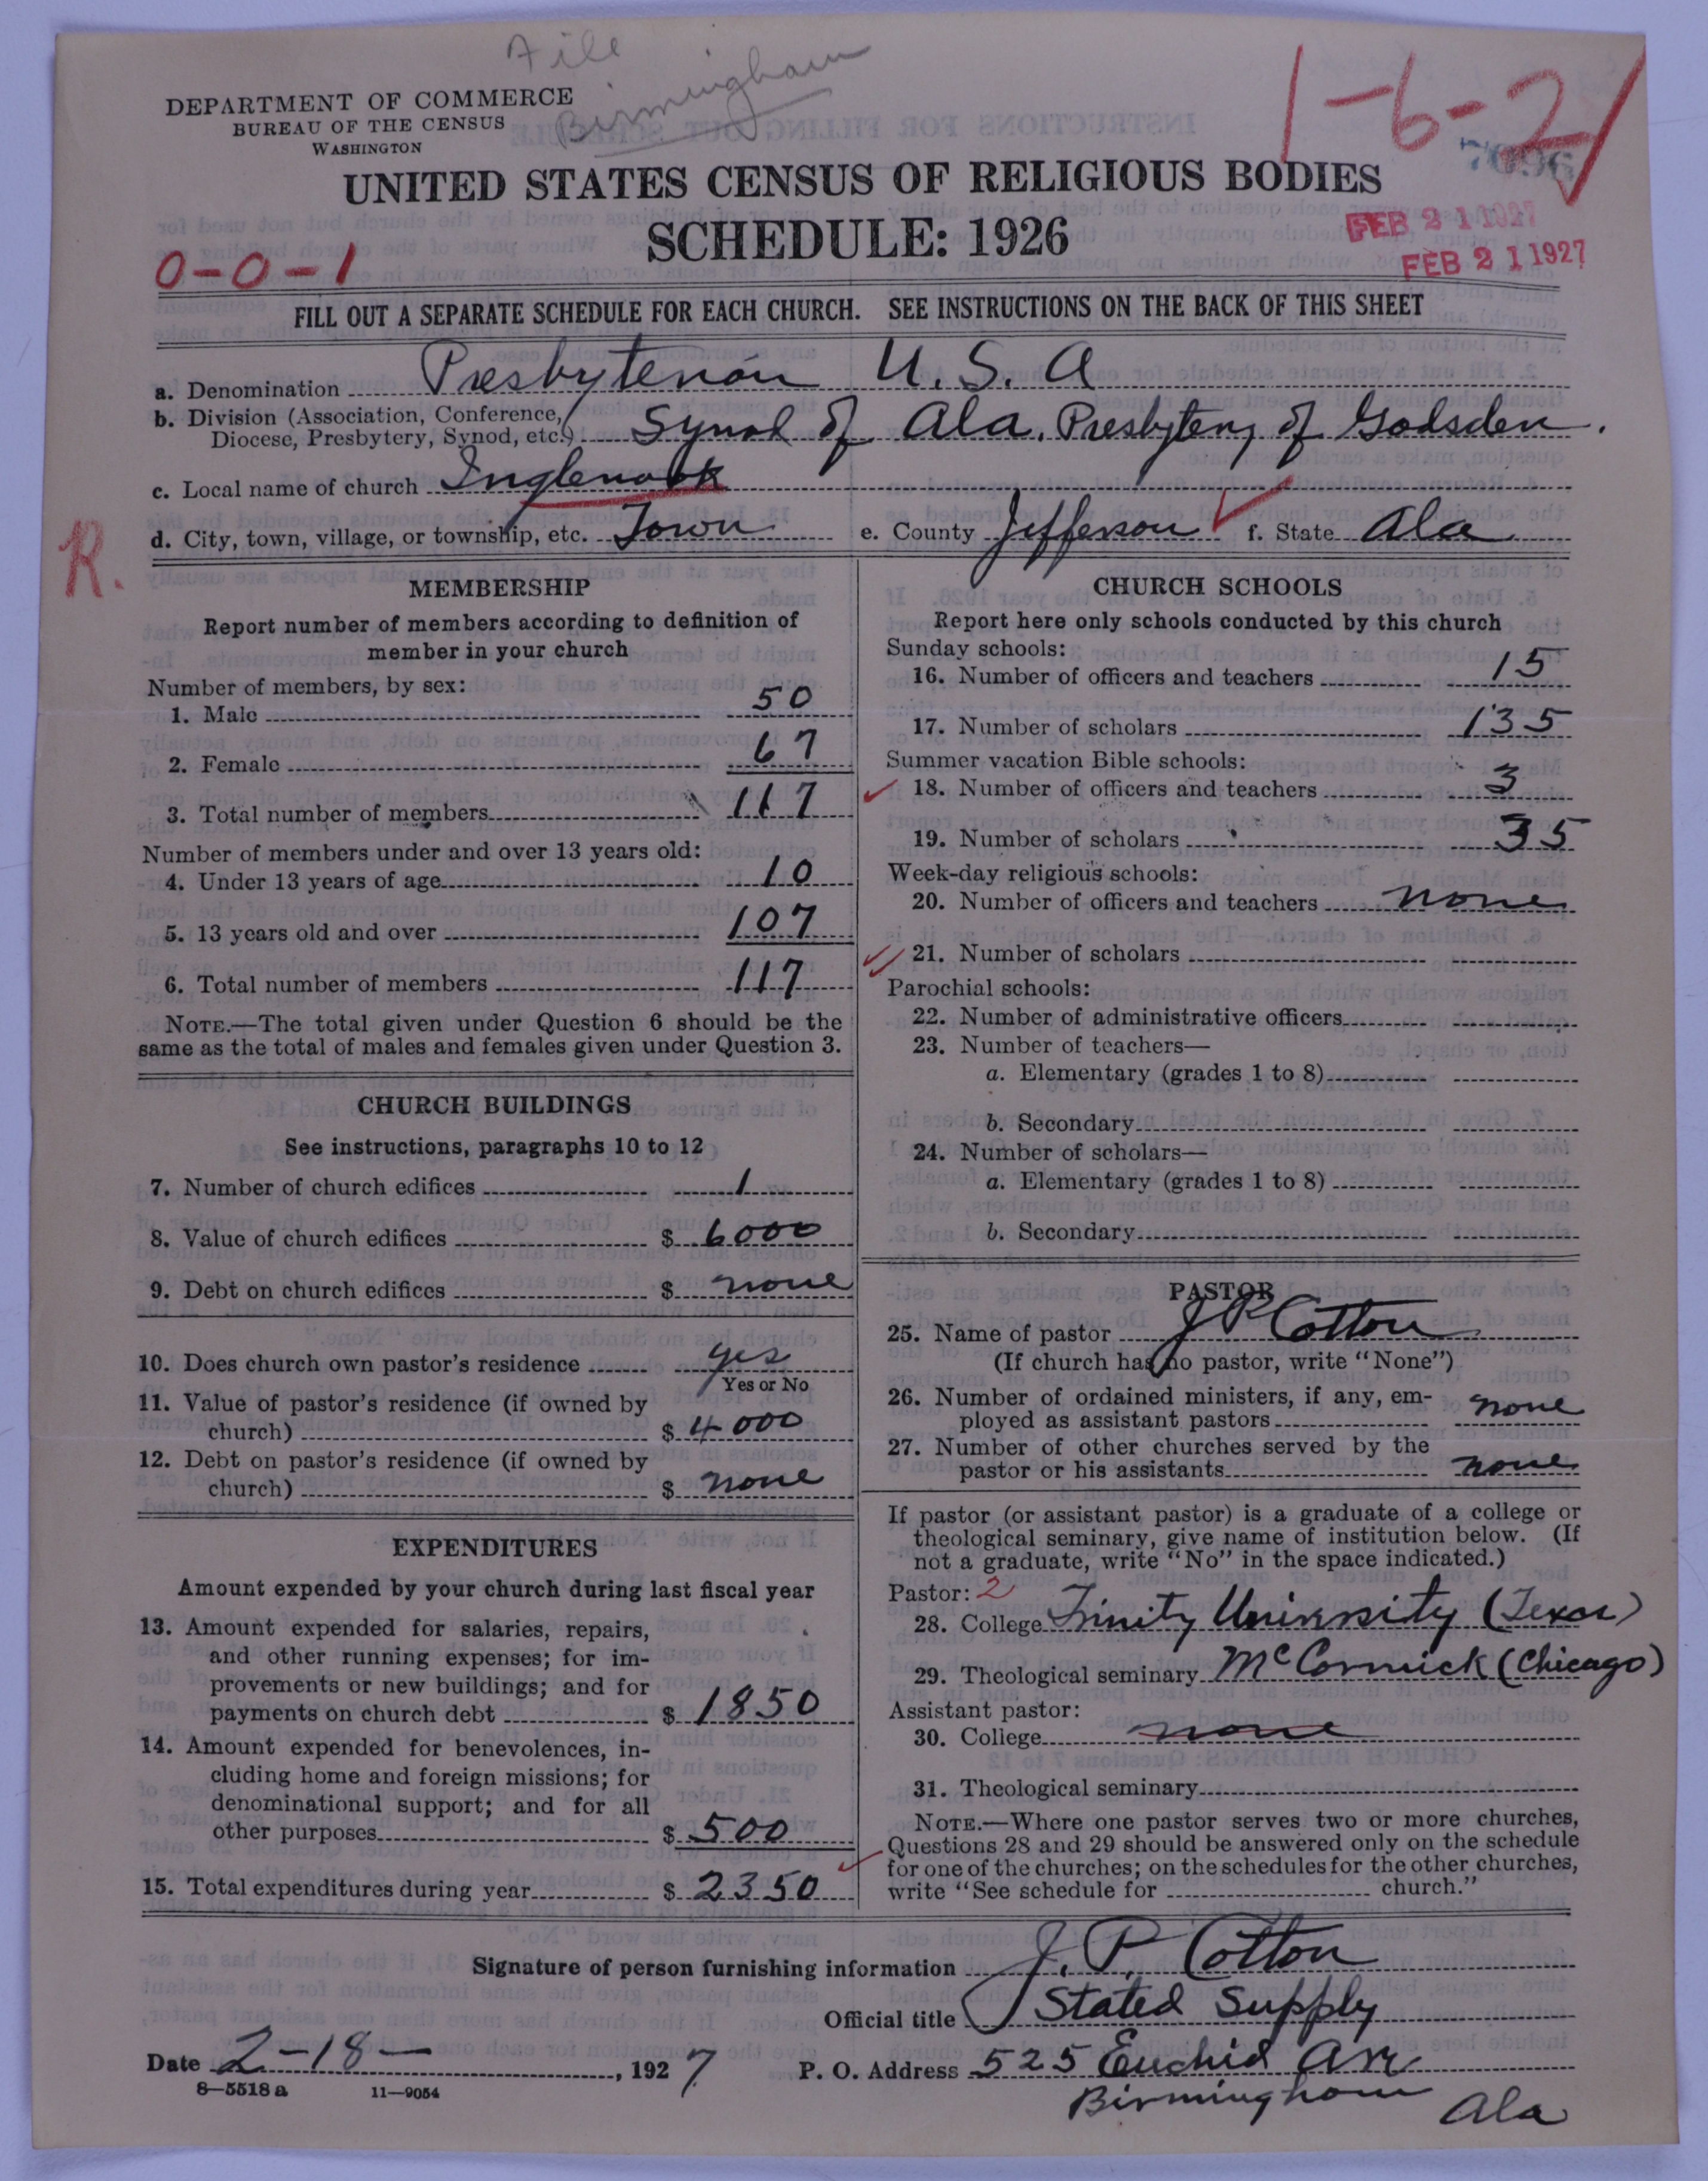 File
Birmingham
DEPARTMENT OF COMMERCE
BUREAU OF THE CENSUS
WASHINGTON
1-6-2
7096
UNITED STATES CENSUS OF RELIGIOUS BODIES
SCHEDULE: 1926
FEB 21 1927
FEB 21 1927
0-0-1
FILL OUT A SEPARATE SCHEDULE FOR EACH CHURCH. SEE INSTRUCTIONS ON THE BACK OF THIS SHEET
a. Denomination Presbyterian U.S.A
b. Division (Association, Conference, Diocese, Presbytery, Synod, etc.) Synod of Ala. Presbytery of Gadsden.
c. Local name of church Inglenook
d. City, town, village, or township, etc. Town e. County Jefferson f. State Ala
R.
MEMBERSHIP
Report number of members according to definition of
member in your church
Number of members, by sex:
1. Male 50
2. Female 67
3. Total number of members 117
Number of members under and over 13 years old:
4. Under 13 years of age 10
5. 13 years old and over 107
6. Total number of members 117
NOTE.—The total given under Question 6 should be the
same as the total of males and females given under Question 3.
CHURCH BUILDINGS
See instructions, paragraphs 10 to 12
7. Number of church edifices 1
8. Value of church edifices $ 6000
9. Debt on church edifices $ none
10. Does church own pastor's residence yes
Yes or No
11. Value of pastor's residence (if owned by
church) $ 4000
12. Debt on pastor's residence (if owned by
church) $ none
EXPENDITURES
Amount expended by your church during last fiscal year
13. Amount expended for salaries, repairs,
and other running expenses; for im-
provements or new buildings; and for
payments on church debt $ 1850
14. Amount expended for benevolences, in-
cluding home and foreign missions; for
denominational support; and for all
other purposes $ 500
15. Total expenditures during year $ 2350
CHURCH SCHOOLS
Report here only schools conducted by this church
Sunday schools:
16. Number of officers and teachers 15
17. Number of scholars 135
Summer vacation Bible schools:
18. Number of officers and teachers 3
19. Number of scholars 35
Week-day religious schools:
20. Number of officers and teachers none
21. Number of scholars
Parochial schools:
22. Number of administrative officers
23. Number of teachers—
a. Elementary (grades 1 to 8)
b. Secondary
24. Number of scholars—
a. Elementary (grades 1 to 8)
b. Secondary
PASTOR
25. Name of pastor J P Cotton
(If church has no pastor, write "None")
26. Number of ordained ministers, if any, em-
ployed as assistant pastors none
27. Number of other churches served by the
pastor or his assistants none
If pastor (or assistant pastor) is a graduate of a college or
theological seminary, give name of institution below. (If
not a graduate, write "No" in the space indicated.)
Pastor: 2
28. College Trinity University (Texas)
29. Theological seminary McCormick (Chicago)
Assistant pastor:
30. College none
31. Theological seminary
NOTE.—Where one pastor serves two or more churches,
Questions 28 and 29 should be answered only on the schedule
for one of the churches; on the schedules for the other churches,
write "See schedule for church."
Signature of person furnishing information J. P. Cotton
Official title Stated Supply
Date 2-18- , 1927 P. O. Address 525 Euclid Ave
8-5518 a 11-9054
Birmingham Ala